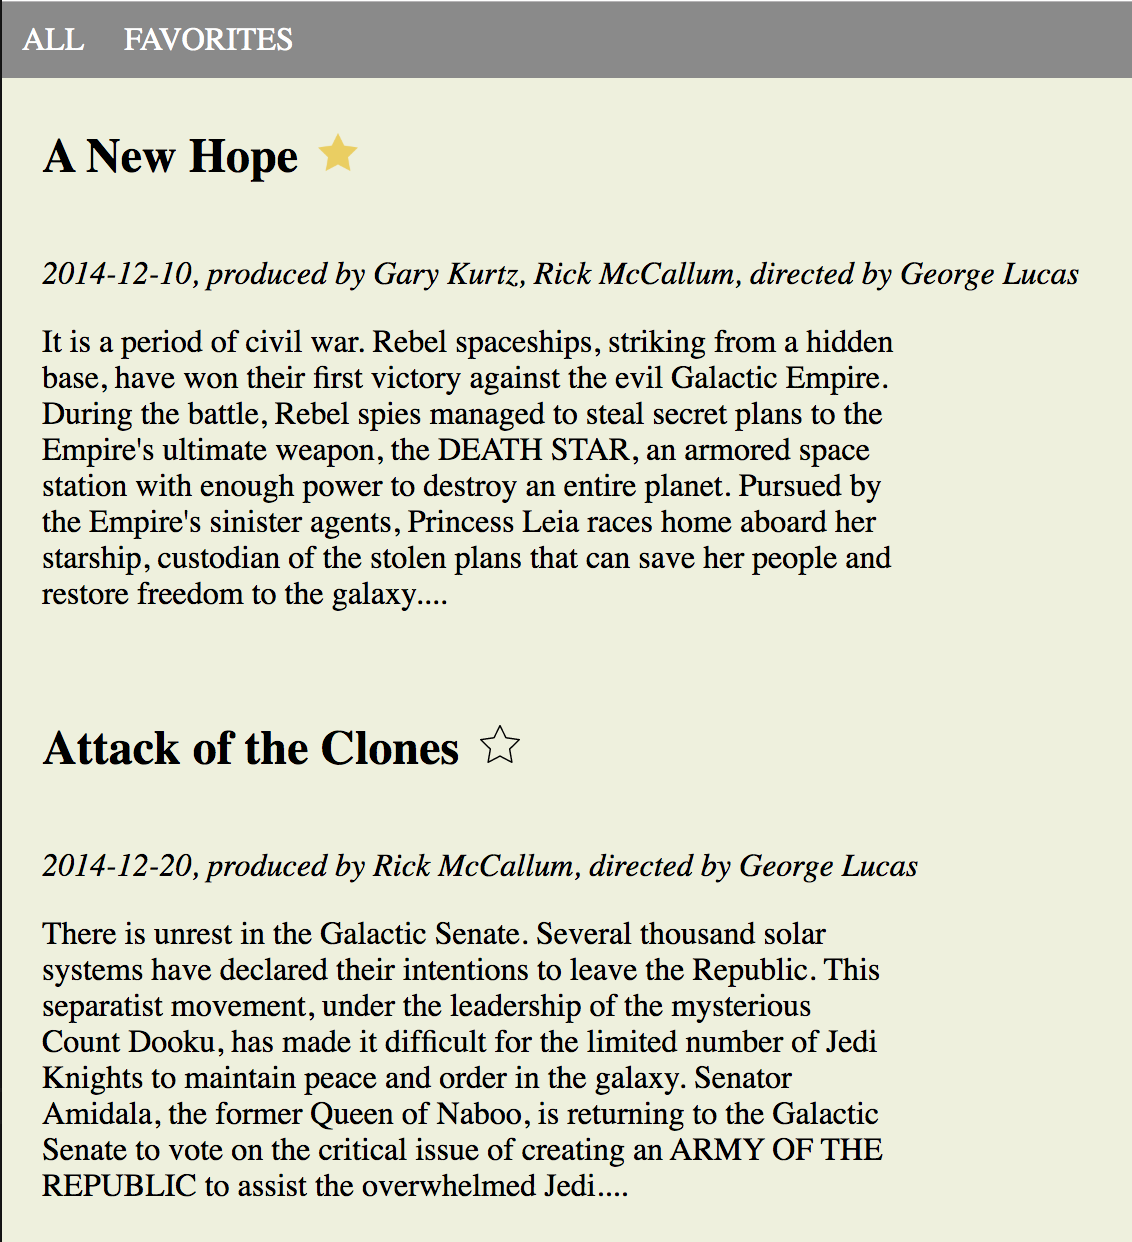 ALL FAVORITES
A New Hope
2014-12-10, produced by Gary Kurtz, Rick McCallum, directed by George Lucas
It is a period of civil war. Rebel spaceships, striking from a hidden
base, have won their first victory against the evil Galactic Empire.
During the battle, Rebel spies managed to steal secret plans to the
Empire's ultimate weapon, the DEATH STAR, an armored space
station with enough power to destroy an entire planet. Pursued by
the Empire's sinister agents, Princess Leia races home aboard her
starship, custodian of the stolen plans that can save her people and
restore freedom to the galaxy....
Attack of the Clones
2014-12-20, produced by Rick McCallum, directed by George Lucas
There is unrest in the Galactic Senate. Several thousand solar
systems have declared their intentions to leave the Republic. This
separatist movement, under the leadership of the mysterious
Count Dooku, has made it difficult for the limited number of Jedi
Knights to maintain peace and order in the galaxy. Senator
Amidala, the former Queen of Naboo, is returning to the Galactic
Senate to vote on the critical issue of creating an ARMY OF THE
REPUBLIC to assist the overwhelmed Jedi....